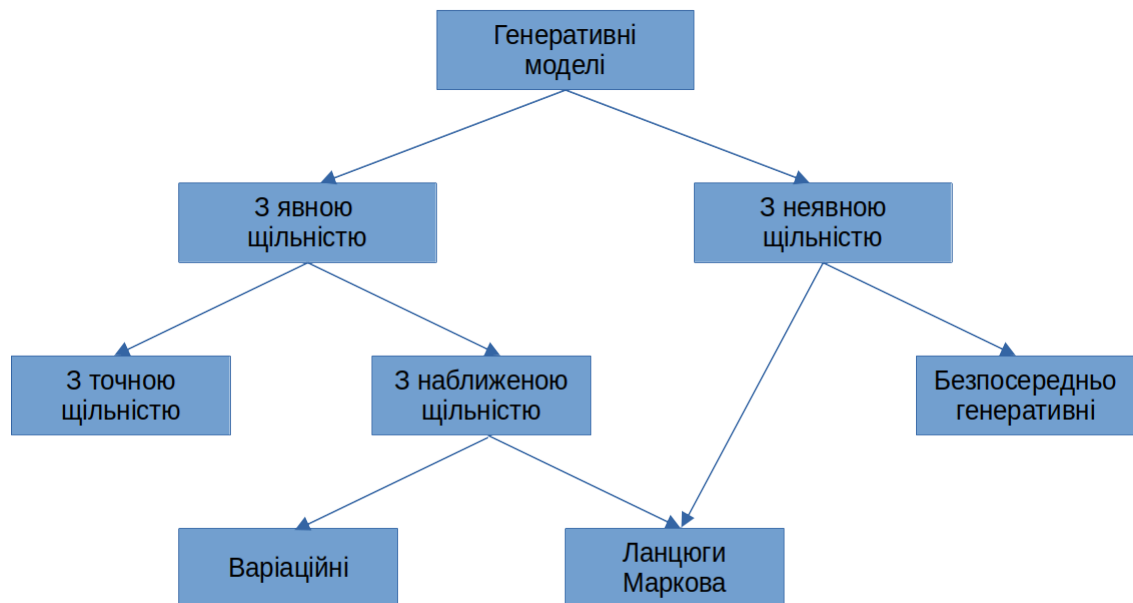 Генеративні
моделі
З явною
щільністю
З неявною
щільністю
З точною
щільністю
З наближеною
щільністю
Безпосередньо
генеративні
Варіаційні
Ланцюги
Маркова